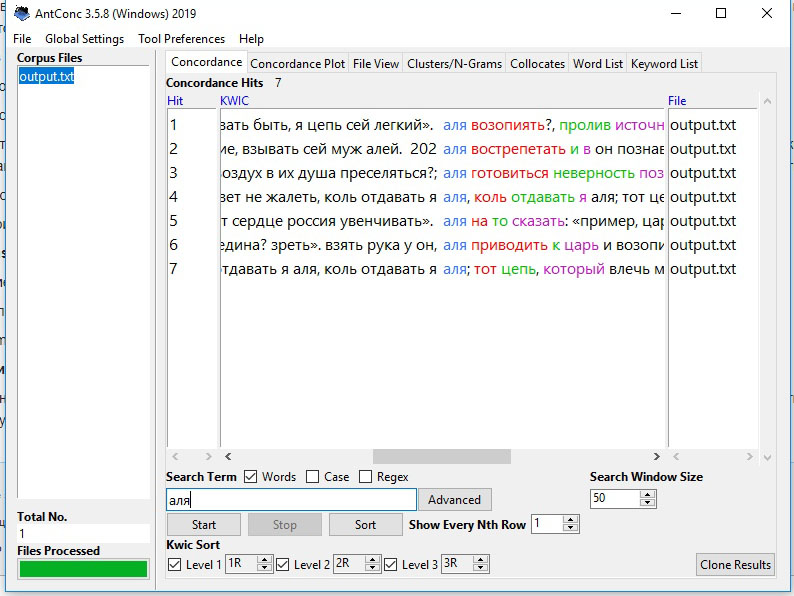 AntConc 3.5.8 (Windows) 2019
File Global Settings Tool Preferences Help
Corpus Files
output.txt
Concordance Concordance Plot File View Clusters/N-Grams Collocates Word List Keyword List
Concordance Hits 7
Hit KWIC File
1 вать быть, я цепь сей легкий». аля возопиять?, пролив источн output.txt
2 ие, взывать сей муж алей. 202 аля вострепетать и в он познав output.txt
3 воздух в их душа преселяться?; аля готовиться неверность поз output.txt
4 вет не жалеть, коль отдавать я аля, коль отдавать я аля; тот це output.txt
5 т сердце россия увенчивать». аля на то сказать: «пример, цар output.txt
6 едина? зреть». взять рука у он, аля приводить к царь и возопи output.txt
7 тдавать я аля, коль отдавать я аля; тот цепь, который влечь м output.txt
Search Term Words Case Regex Search Window Size
аля Advanced 50
Start Stop Sort Show Every Nth Row 1
Kwic Sort
Level 1 1R Level 2 2R Level 3 3R Clone Results
Total No.
1
Files Processed